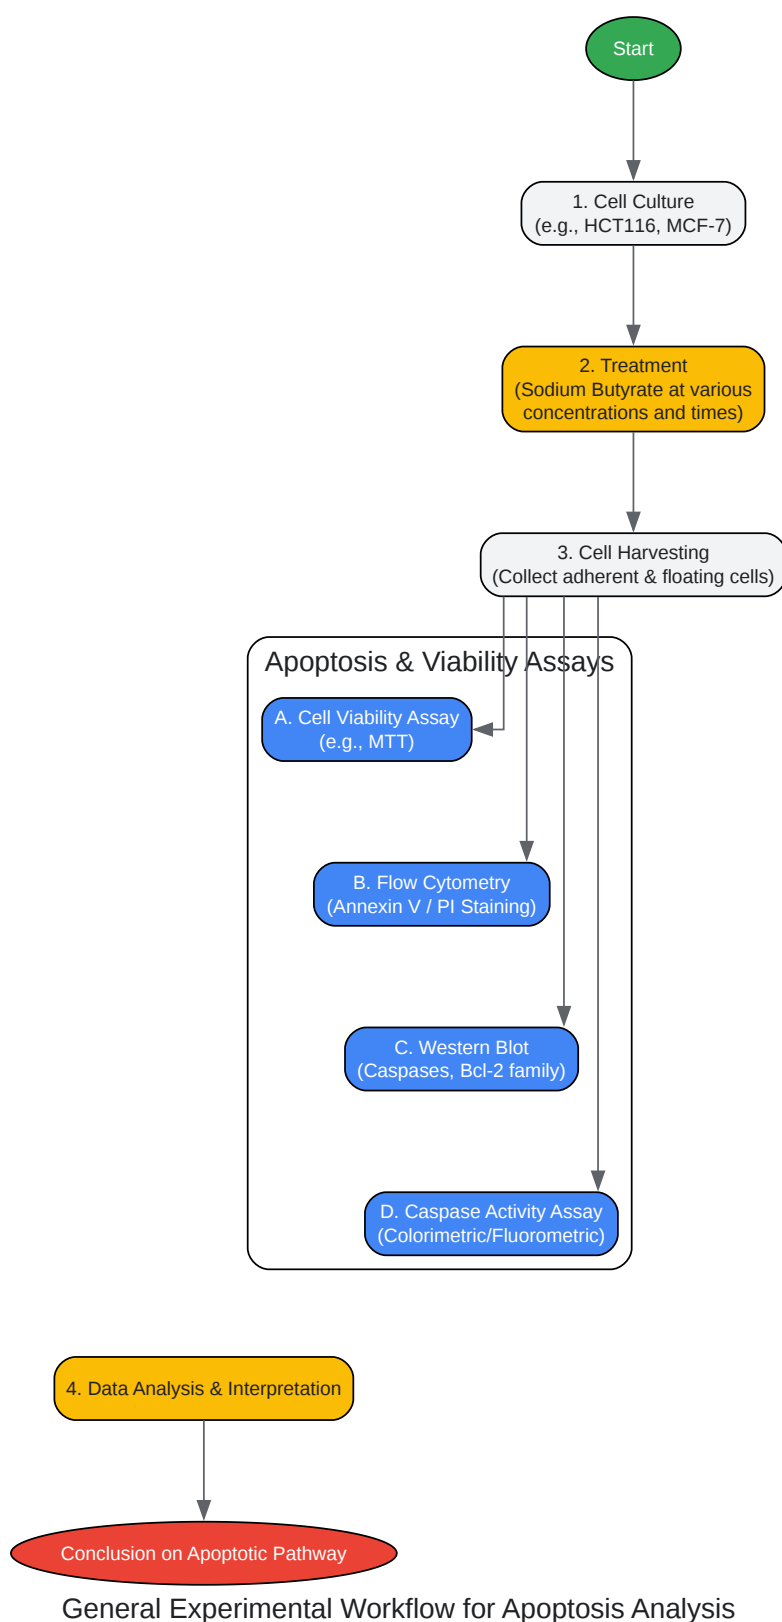 Start
1. Cell Culture
(e.g., HCT116, MCF-7)
2. Treatment
(Sodium Butyrate at various
concentrations and times)
3. Cell Harvesting
(Collect adherent & floating cells)
Apoptosis & Viability Assays
A. Cell Viability Assay
(e.g., MTT)
B. Flow Cytometry
(Annexin V / PI Staining)
C. Western Blot
(Caspases, Bcl-2 family)
D. Caspase Activity Assay
(Colorimetric/Fluorometric)
4. Data Analysis & Interpretation
Conclusion on Apoptotic Pathway
General Experimental Workflow for Apoptosis Analysis